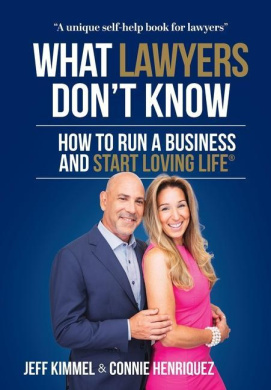 “A unique self-help book for lawyers”
WHAT LAWYERS
DON’T KNOW
HOW TO RUN A BUSINESS
AND START LOVING LIFE®
JEFF KIMMEL & CONNIE HENRIQUEZ